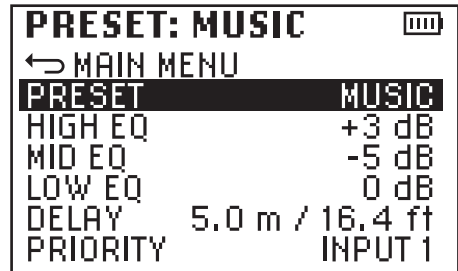 PRESET: MUSIC
MAIN MENU
PRESET MUSIC
HIGH EQ +3 dB
MID EQ -5 dB
LOW EQ 0 dB
DELAY 5.0 m / 16.4 ft
PRIORITY INPUT 1